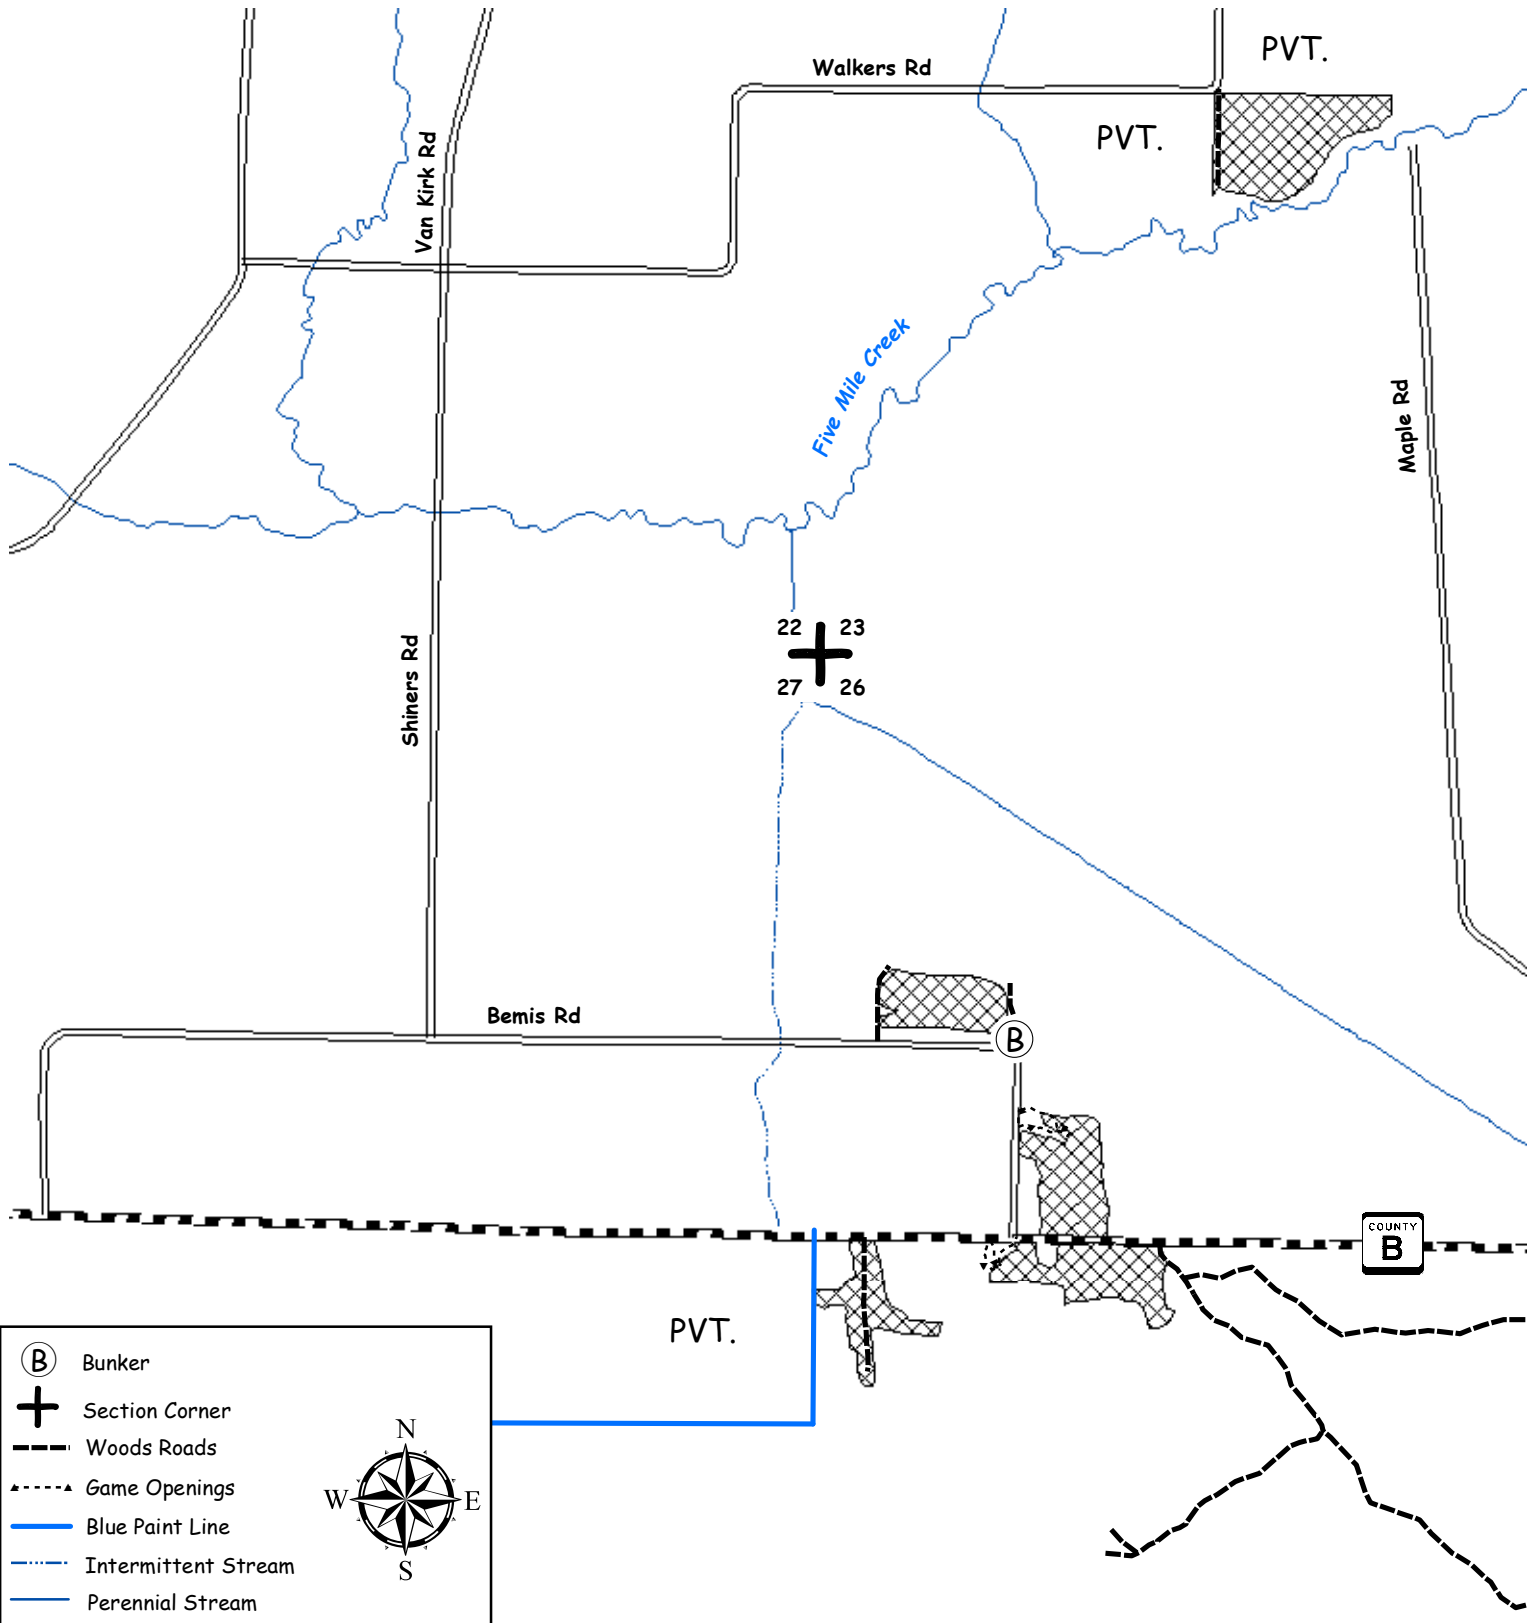 PVT.
Walkers Rd
PVT.
Van Kirk Rd
Five Mile Creek
Maple Rd
22 23
27 26
Shiners Rd
Bemis Rd
B
COUNTY
B
PVT.
B Bunker
Section Corner
Woods Roads
Game Openings
Blue Paint Line
Intermittent Stream
Perennial Stream
N
W E
S